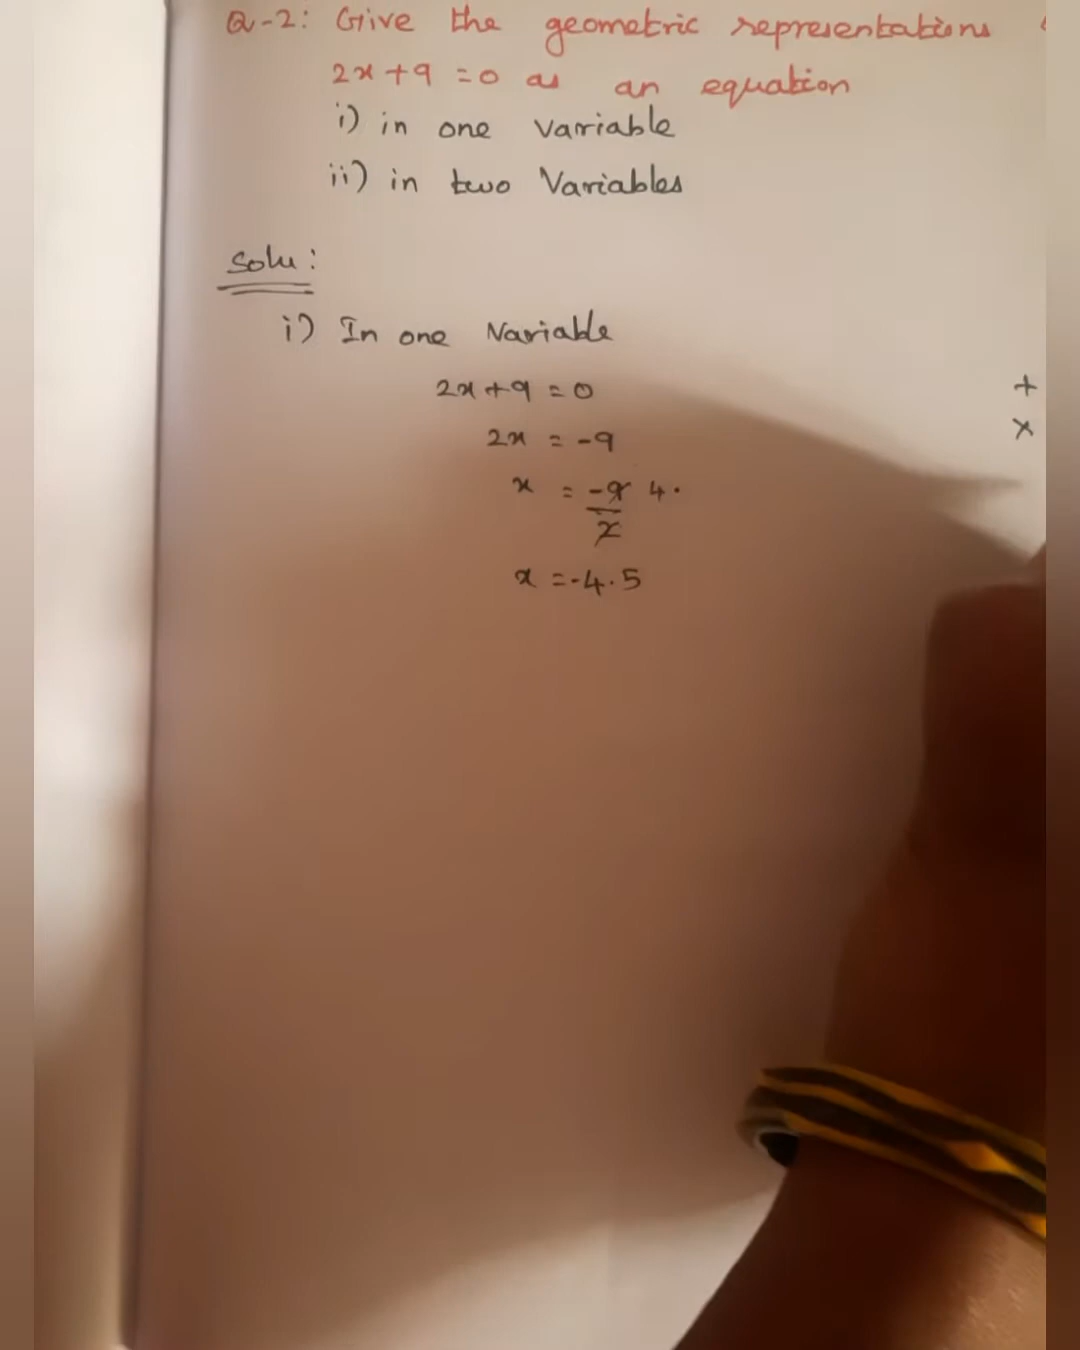 Q-2: Give the geometric representations
2x+9 =0 as an equation
i) in one variable
ii) in two Variables
Solu:
i) In one Variable
2x+9 =0
2x = -9
x = -9/2 4.
x =-4.5
+
x